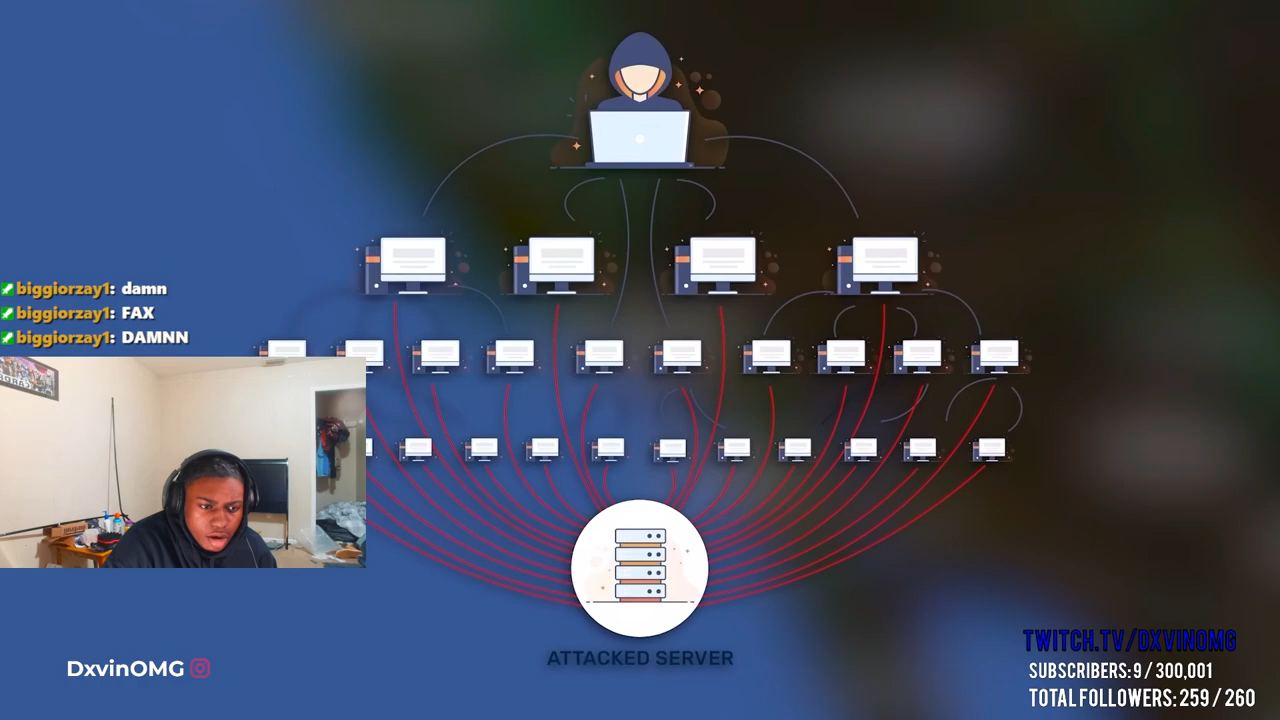 biggiorzay1: damn
biggiorzay1: FAX
biggiorzay1: DAMNN
ATTACKED SERVER
DxvinOMG
TWITCH.TV/DXVINOMG
SUBSCRIBERS: 9 / 300,001
TOTAL FOLLOWERS: 259 / 260